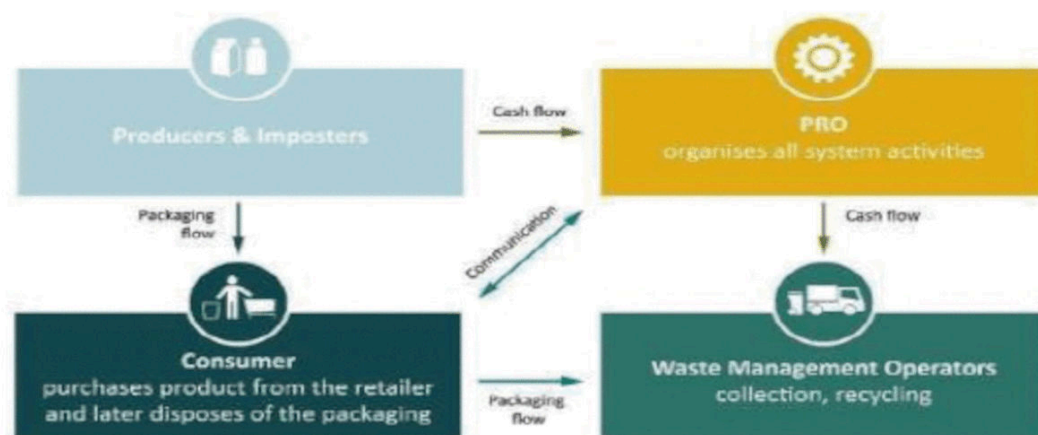 Producers & Imposters
Cash flow
PRO
organises all system activities
Packaging
flow
Communication
Cash flow
Consumer
purchases product from the retailer
and later disposes of the packaging
Packaging
flow
Waste Management Operators
collection, recycling